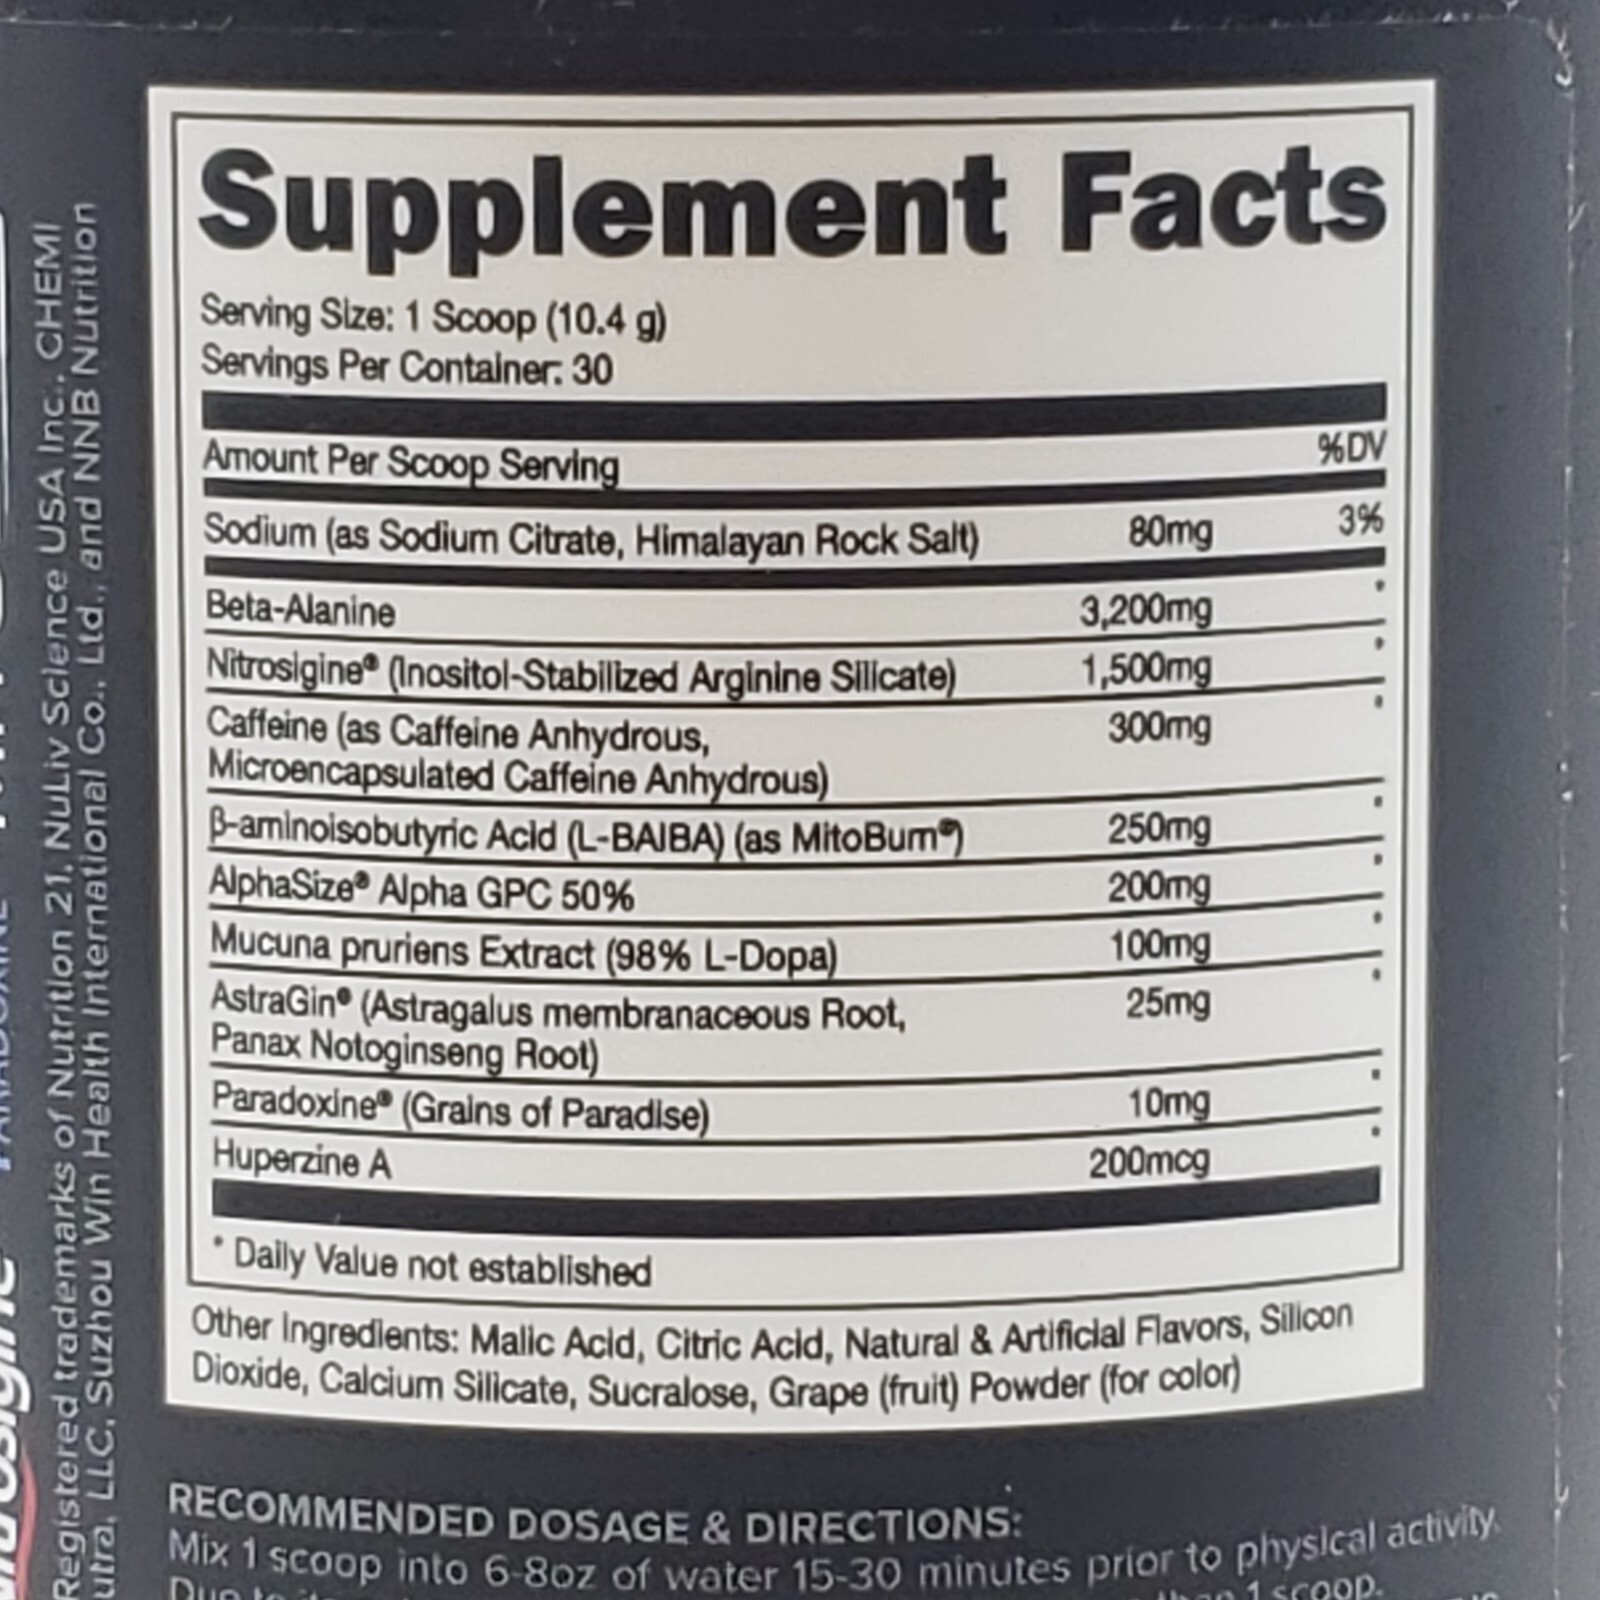 Supplement Facts
Serving Size: 1 Scoop (10.4 g)
Servings Per Container: 30
Amount Per Scoop Serving %DV
Sodium (as Sodium Citrate, Himalayan Rock Salt) 80mg 3%
Beta-Alanine 3,200mg *
Nitrosigine® (Inositol-Stabilized Arginine Silicate) 1,500mg *
Caffeine (as Caffeine Anhydrous, 300mg *
Microencapsulated Caffeine Anhydrous)
β-aminoisobutyric Acid (L-BAIBA) (as MitoBurn®) 250mg *
AlphaSize® Alpha GPC 50% 200mg *
Mucuna pruriens Extract (98% L-Dopa) 100mg *
AstraGin® (Astragalus membranaceous Root, 25mg *
Panax Notoginseng Root)
Paradoxine® (Grains of Paradise) 10mg *
Huperzine A 200mcg *
* Daily Value not established
Other Ingredients: Malic Acid, Citric Acid, Natural & Artificial Flavors, Silicon
Dioxide, Calcium Silicate, Sucralose, Grape (fruit) Powder (for color)
RECOMMENDED DOSAGE & DIRECTIONS:
Mix 1 scoop into 6-8oz of water 15-30 minutes prior to physical activity.
1 scoop.
Registered trademarks of Nutrition 21, NuLiv Science USA Inc., CHEMI
LLC, Suzhou Win Health International Co., Ltd., and NNB Nutrition